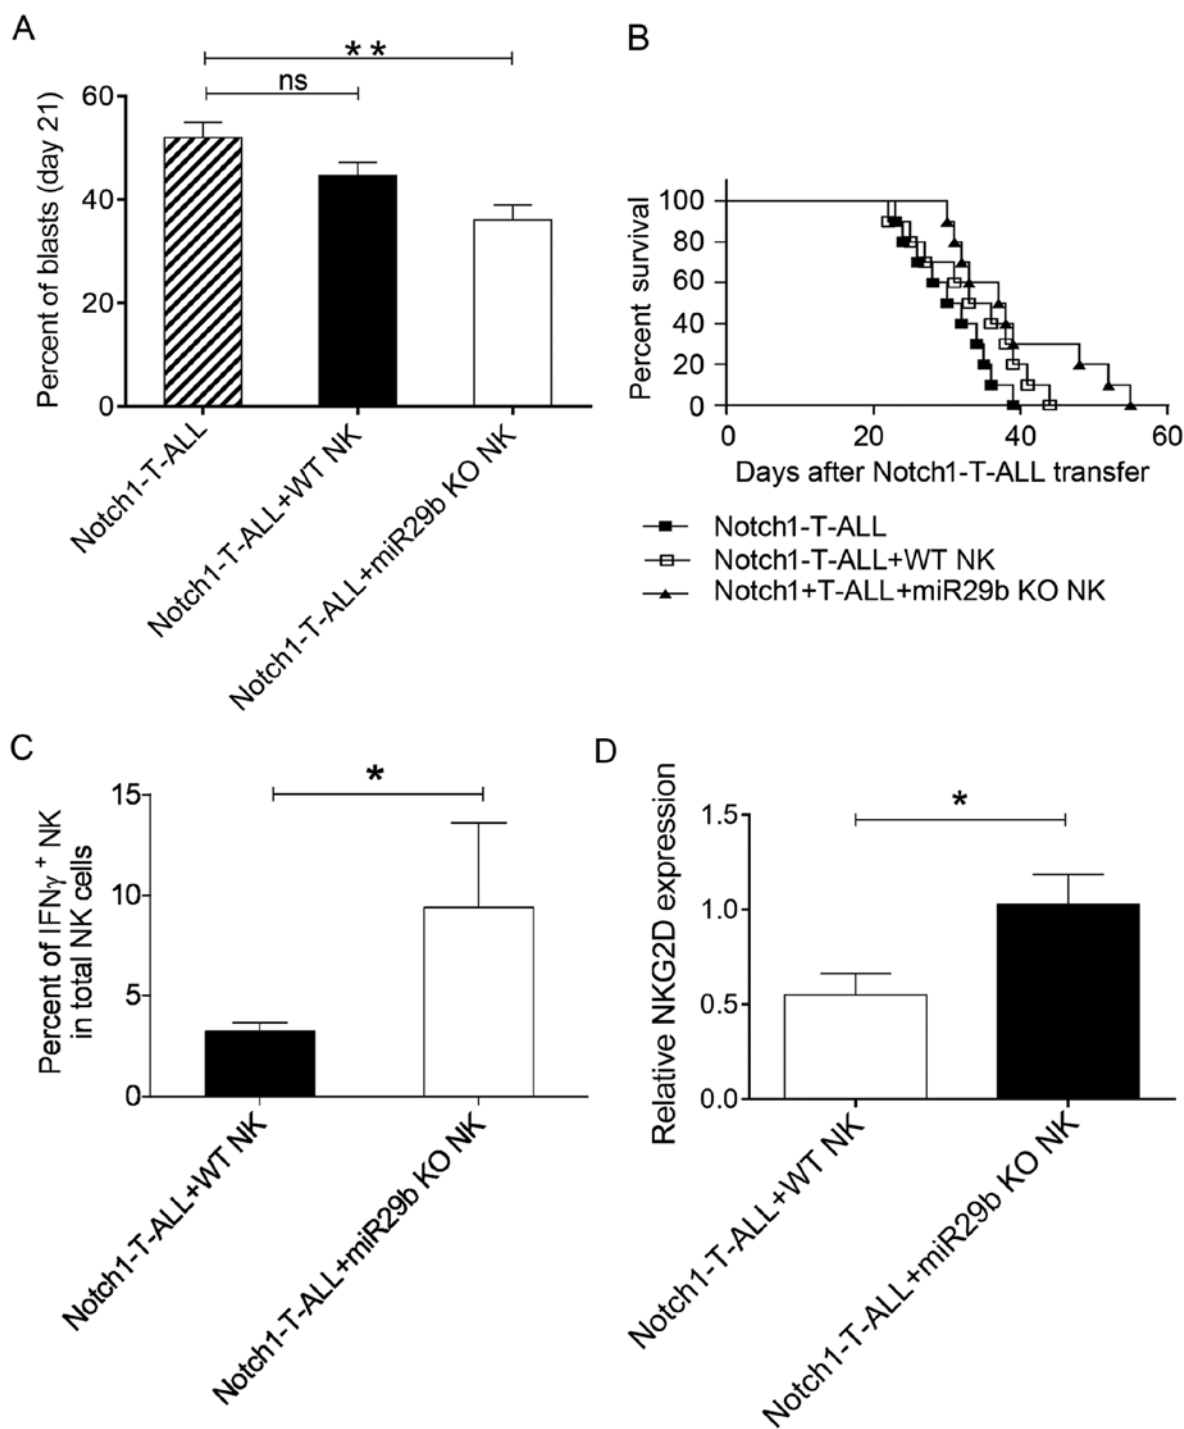 A
Percent of blasts (day 21)
60
40
20
0
**
ns
Notch1-T-ALL
Notch1-T-ALL+WT NK
Notch1-T-ALL+miR29b KO NK
B
Percent survival
100
80
60
40
20
0
0 20 40 60
Days after Notch1-T-ALL transfer
Notch1-T-ALL
Notch1-T-ALL+WT NK
Notch1+T-ALL+miR29b KO NK
C
Percent of IFNγ+ NK
in total NK cells
15
10
5
0
*
Notch1-T-ALL+WT NK
Notch1-T-ALL+miR29b KO NK
D
Relative NKG2D expression
1.5
1.0
0.5
0.0
*
Notch1-T-ALL+WT NK
Notch1-T-ALL+miR29b KO NK